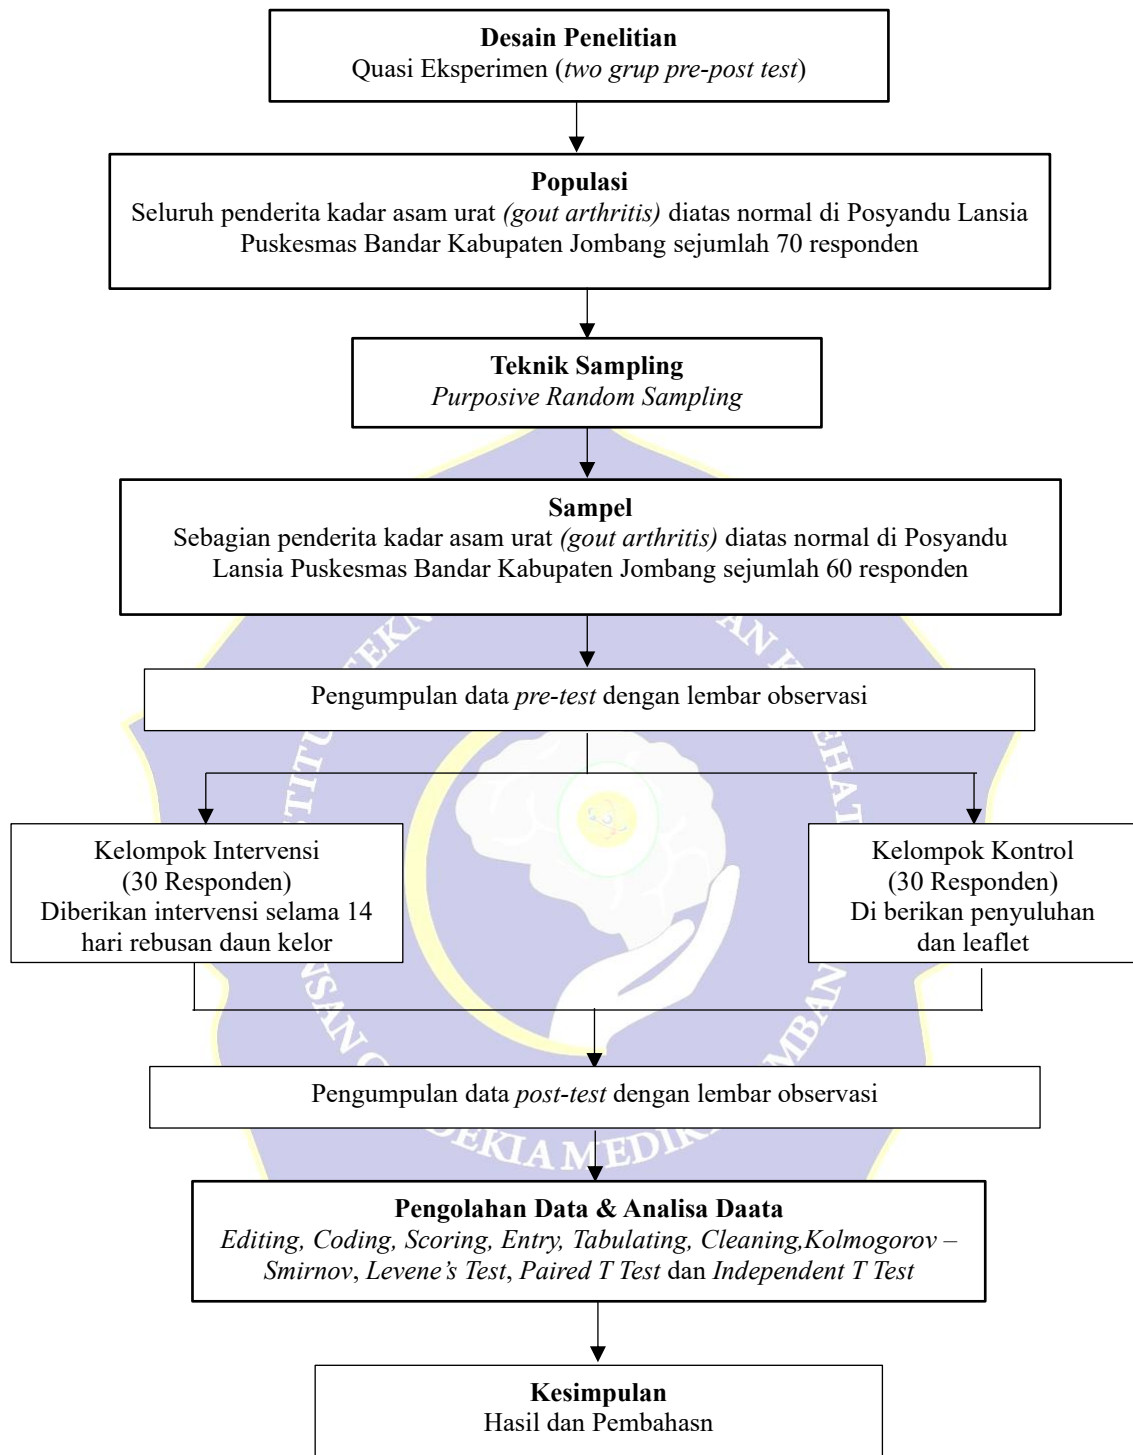 Desain Penelitian
Quasi Eksperimen (two grup pre-post test)
Populasi
Seluruh penderita kadar asam urat (gout arthritis) diatas normal di Posyandu Lansia
Puskesmas Bandar Kabupaten Jombang sejumlah 70 responden
Teknik Sampling
Purposive Random Sampling
Sampel
Sebagian penderita kadar asam urat (gout arthritis) diatas normal di Posyandu
Lansia Puskesmas Bandar Kabupaten Jombang sejumlah 60 responden
Pengumpulan data pre-test dengan lembar observasi
Kelompok Intervensi
(30 Responden)
Diberikan intervensi selama 14
hari rebusan daun kelor
Kelompok Kontrol
(30 Responden)
Di berikan penyuluhan
dan leaflet
Pengumpulan data post-test dengan lembar observasi
Pengolahan Data & Analisa Daata
Editing, Coding, Scoring, Entry, Tabulating, Cleaning,Kolmogorov –
Smirnov, Levene’s Test, Paired T Test dan Independent T Test
Kesimpulan
Hasil dan Pembahasn